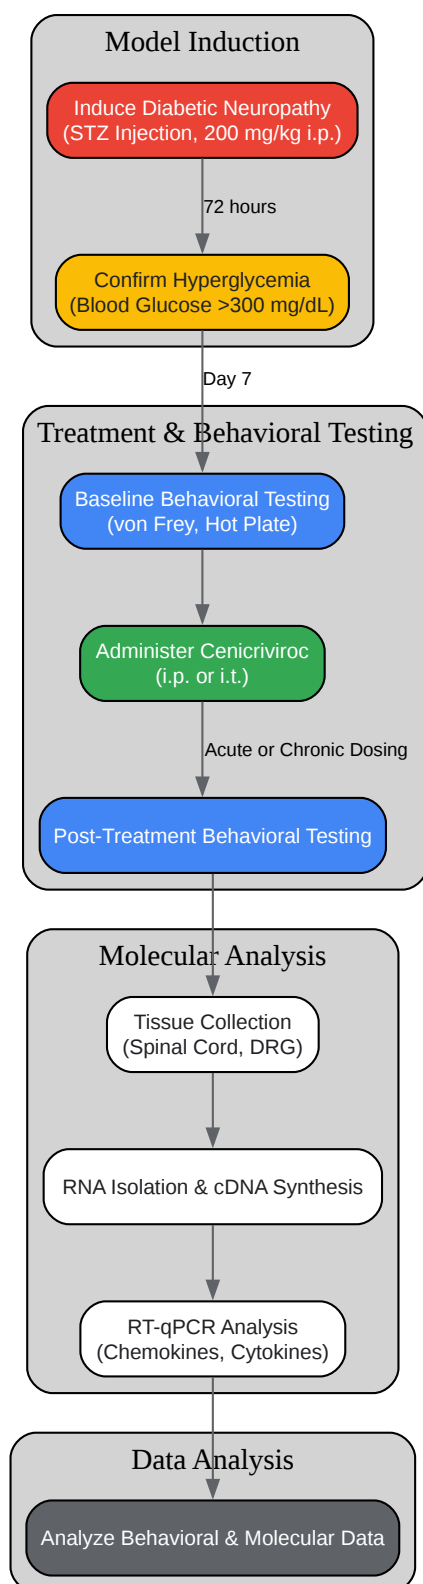 Model Induction
Induce Diabetic Neuropathy
(STZ Injection, 200 mg/kg i.p.)
72 hours
Confirm Hyperglycemia
(Blood Glucose >300 mg/dL)
Day 7
Treatment & Behavioral Testing
Baseline Behavioral Testing
(von Frey, Hot Plate)
Administer Cenicriviroc
(i.p. or i.t.)
Acute or Chronic Dosing
Post-Treatment Behavioral Testing
Molecular Analysis
Tissue Collection
(Spinal Cord, DRG)
RNA Isolation & cDNA Synthesis
RT-qPCR Analysis
(Chemokines, Cytokines)
Data Analysis
Analyze Behavioral & Molecular Data